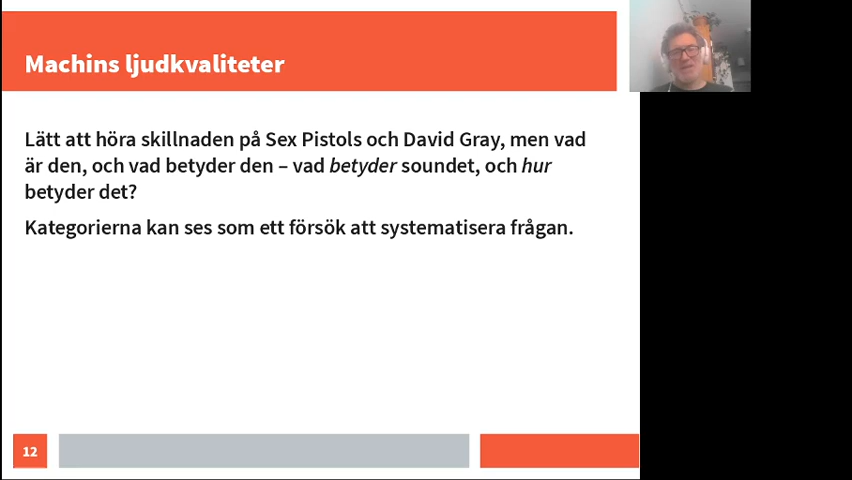 Machins ljudkvaliteter
Lätt att höra skillnaden på Sex Pistols och David Gray, men vad
är den, och vad betyder den – vad betyder soundet, och hur
betyder det?
Kategorierna kan ses som ett försök att systematisera frågan.
12